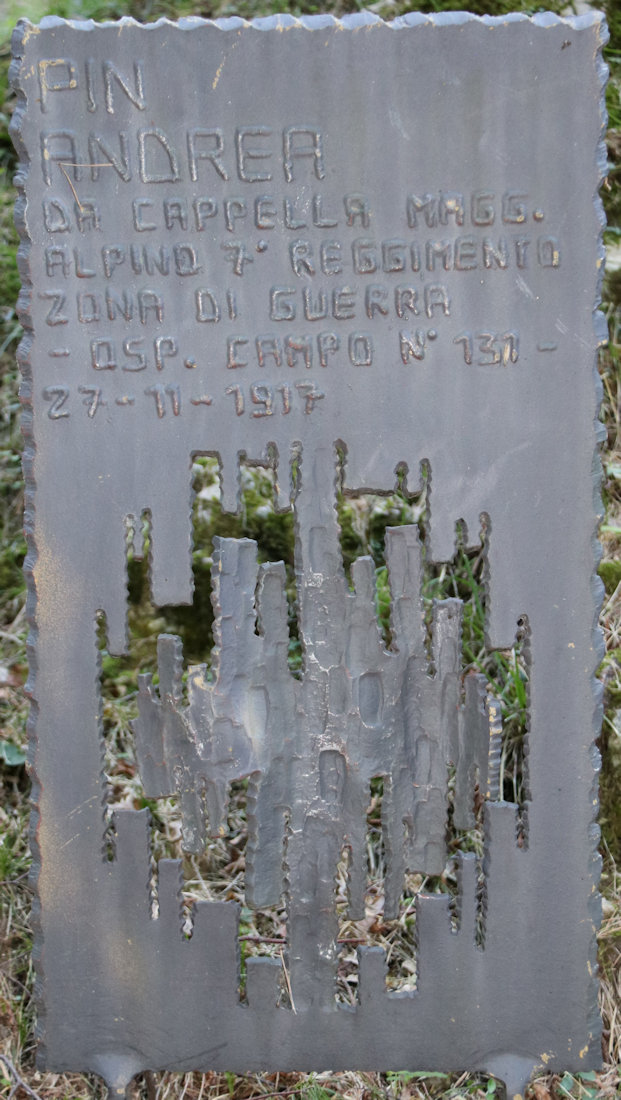 PIN
ANDREA
DA CAPPELLA MAGG.
ALPINO 7° REGGIMENTO
ZONA DI GUERRA
- OSP. CAMPO N° 131 -
27-11-1917